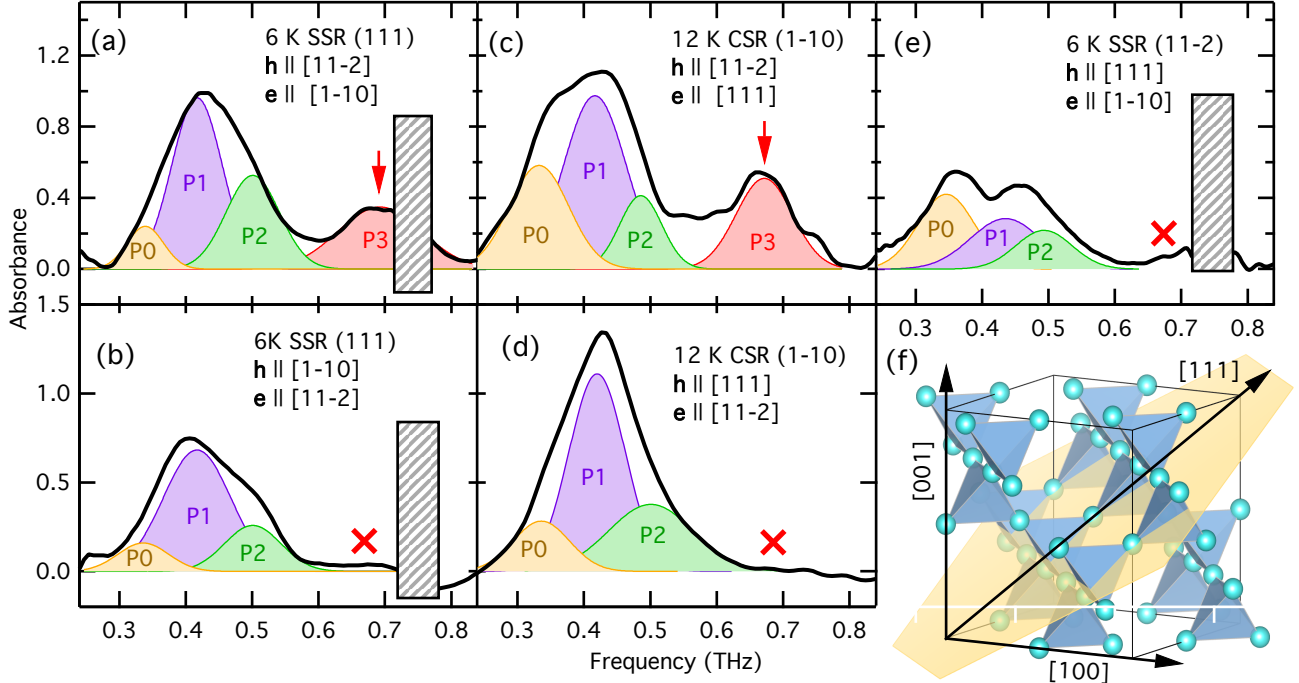 (a)
6 K SSR (111)
h || [11-2]
e || [1-10]
P0
P1
P2
P3
(c)
12 K CSR (1-10)
h || [11-2]
e || [111]
P0
P1
P2
P3
(e)
6 K SSR (11-2)
h || [111]
e || [1-10]
P0
P1
P2
1.2
0.8
0.4
0.0
Absorbance
0.3 0.4 0.5 0.6 0.7 0.8
(b)
6K SSR (111)
h || [1-10]
e || [11-2]
P0
P1
P2
(d)
12 K CSR (1-10)
h || [111]
e || [11-2]
P0
P1
P2
1.5
1.0
0.5
0.0
0.3 0.4 0.5 0.6 0.7
0.3 0.4 0.5 0.6 0.7 0.8
Frequency (THz)
(f)
[111]
[001]
[100]